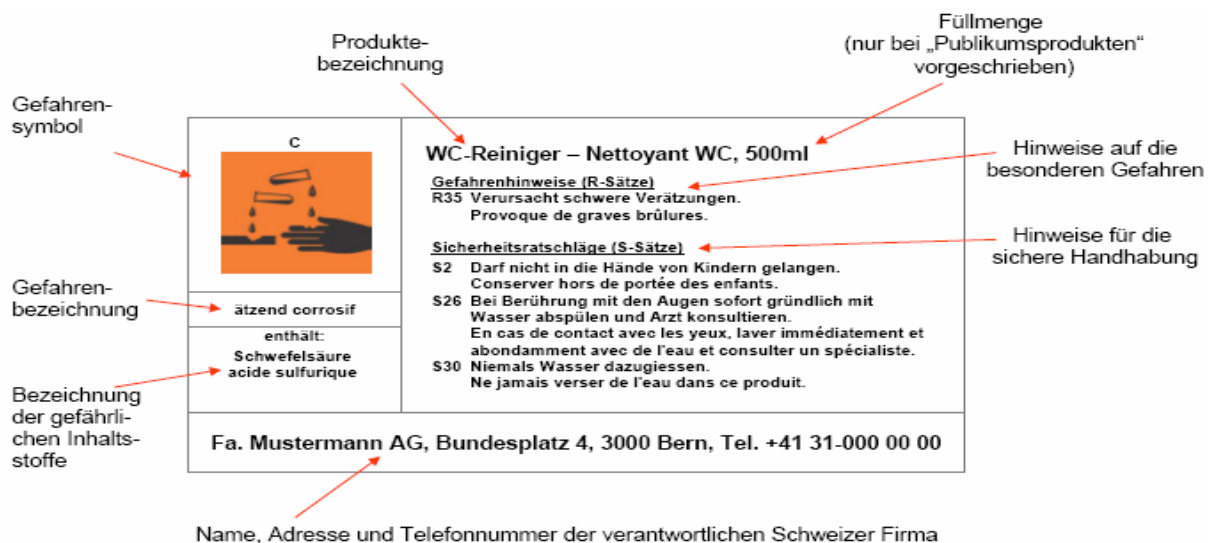 Produkte-
bezeichnung
Füllmenge
(nur bei „Publikumsprodukten“
vorgeschrieben)
Gefahren-
symbol
C
WC-Reiniger – Nettoyant WC, 500ml
Gefahrenhinweise (R-Sätze)
R35 Verursacht schwere Verätzungen.
Provoque de graves brûlures.
Hinweise auf die
besonderen Gefahren
Sicherheitsratschläge (S-Sätze)
S2 Darf nicht in die Hände von Kindern gelangen.
Conserver hors de portée des enfants.
S26 Bei Berührung mit den Augen sofort gründlich mit
Wasser abspülen und Arzt konsultieren.
En cas de contact avec les yeux, laver immédiatement et
abondamment avec de l'eau et consulter un spécialiste.
S30 Niemals Wasser dazugiessen.
Ne jamais verser de l'eau dans ce produit.
Hinweise für die
sichere Handhabung
Gefahren-
bezeichnung
ätzend corrosif
enthält:
Schwefelsäure
acide sulfurique
Bezeichnung
der gefährli-
chen Inhalts-
stoffe
Fa. Mustermann AG, Bundesplatz 4, 3000 Bern, Tel. +41 31-000 00 00
Name, Adresse und Telefonnummer der verantwortlichen Schweizer Firma